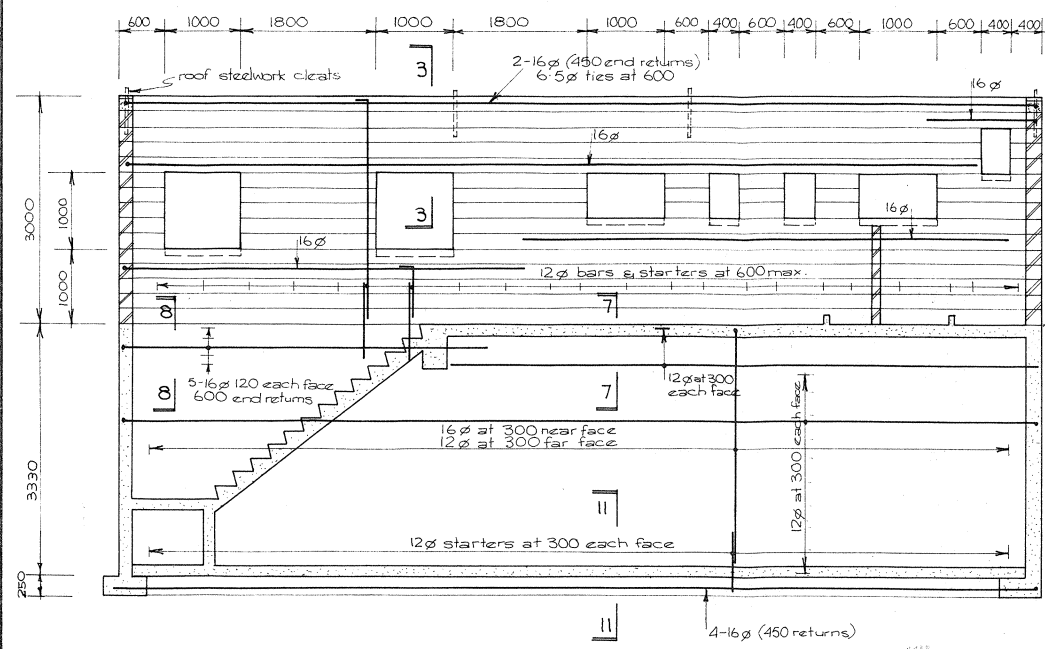 600 1000 1800 1000 1800 1000 600 400 600 400 600 1000 600 400 400
3
2-16ø (450 end returns)
6·5ø ties at 600
roof steelwork cleats
16ø
16ø
3000
1000
3
16ø
16ø
12ø bars & starters at 600 max.
1000
8
7
5-16ø 120 each face
600 end returns
8
7
12ø at 300
each face
16ø at 300 near face
12ø at 300 far face
12ø at 300 each face
3330
11
12ø starters at 300 each face
250
11
4-16ø (450 returns)